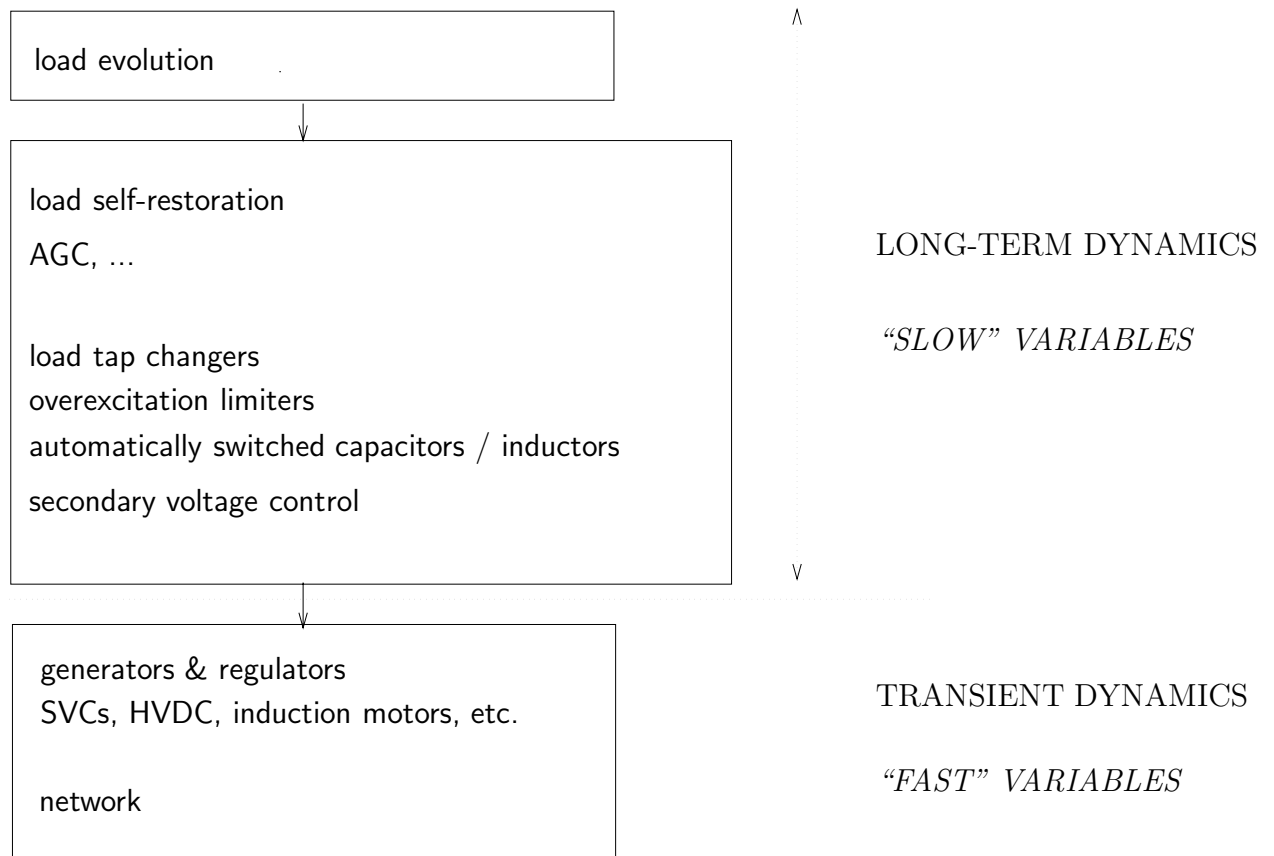 load evolution
load self-restoration
AGC, ...
load tap changers
overexcitation limiters
automatically switched capacitors / inductors
secondary voltage control
LONG-TERM DYNAMICS
“SLOW” VARIABLES
generators & regulators
SVCs, HVDC, induction motors, etc.
network
TRANSIENT DYNAMICS
“FAST” VARIABLES